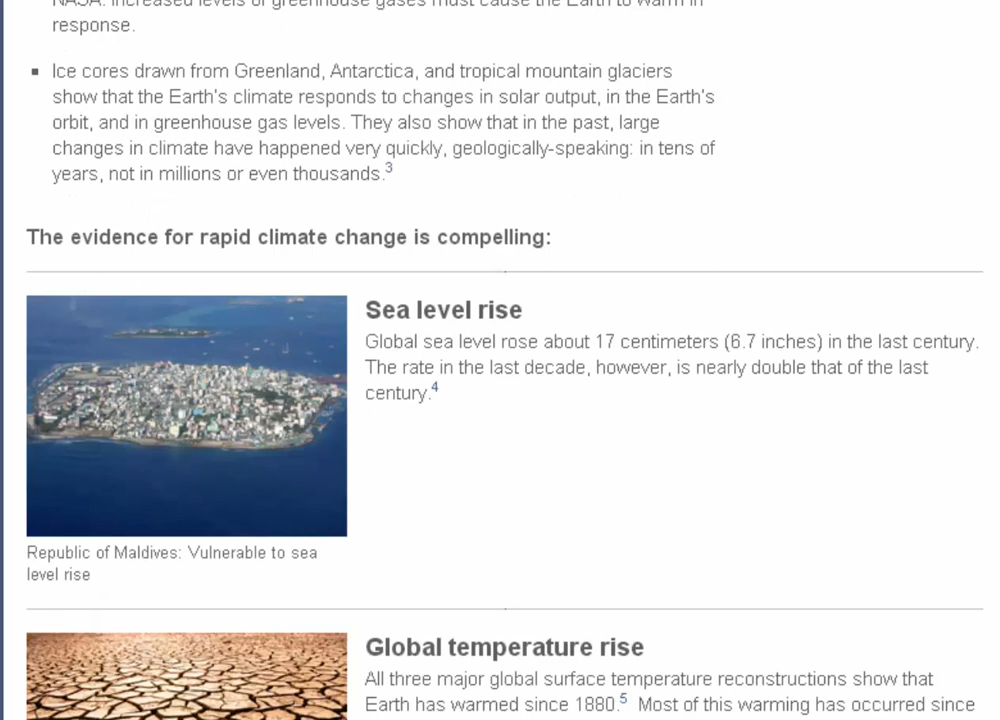 NASA. Increased levels of greenhouse gases must cause the Earth to warm in
response.
▪ Ice cores drawn from Greenland, Antarctica, and tropical mountain glaciers
show that the Earth's climate responds to changes in solar output, in the Earth's
orbit, and in greenhouse gas levels. They also show that in the past, large
changes in climate have happened very quickly, geologically-speaking: in tens of
years, not in millions or even thousands.3
The evidence for rapid climate change is compelling:
Sea level rise
Global sea level rose about 17 centimeters (6.7 inches) in the last century.
The rate in the last decade, however, is nearly double that of the last
century.4
Republic of Maldives: Vulnerable to sea
level rise
Global temperature rise
All three major global surface temperature reconstructions show that
Earth has warmed since 1880.5 Most of this warming has occurred since